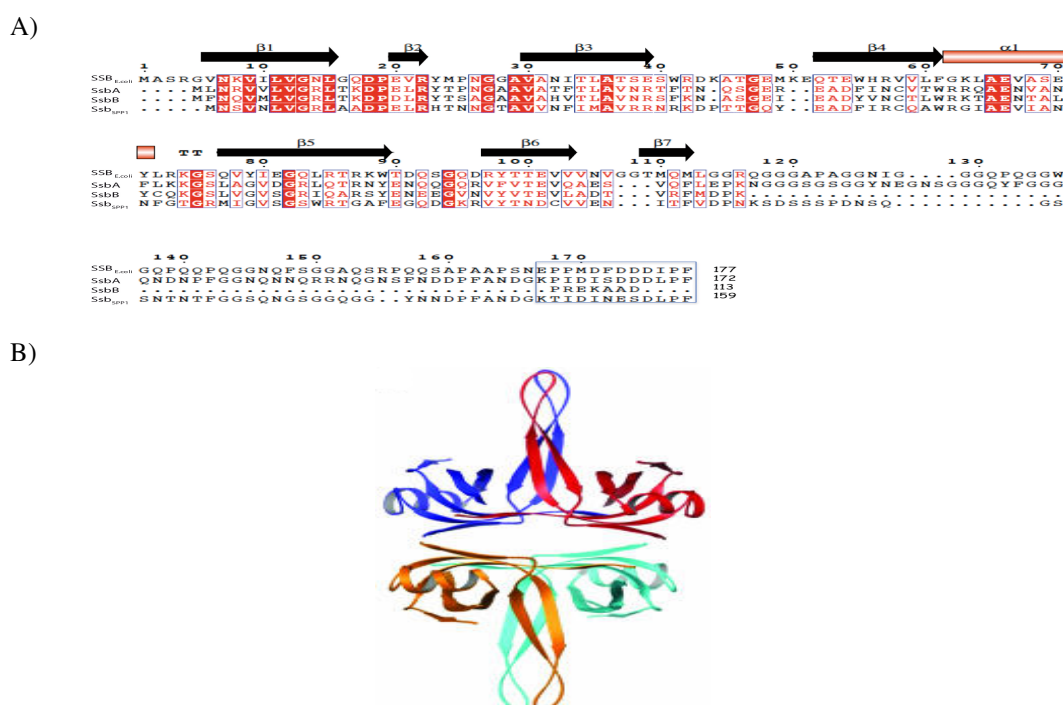 A)
β1 β2 β3 β4 α1
1 10 20 30 40 50 60 70
SSB E.coli MASRGVNKVILVGNLGQDPEVRYMPNGGAVANITLATSESWRDKATGEMKEQTEWHRVVLFGKLAEVASE
SsbA ....MLNRVVLVGRLTKDPELRYTPNGAAVATFTLAVNRTFTN.QSGER..EADFINCVTWRRQAENVAN
SsbB ....MFNQVMLVGRLTKDPDLRYTSAGAAVAHVTLAVNRSFKN.ASGEI..EADYVNCTLWRKTAENTAL
Ssb SPP1 .....MNSVNLVGRLAADPELRHTNNGTAVVNFIMAVRRNRKDPTTGQY..EADFIRCQAWRGIAEVIAN
TT β5 β6 β7
80 90 100 110 120 130
SSB E.coli YLRKGSQVYIEGQLRTRKWTDQSGQDRYTTEVVVNVGGTMQMLGGRQGGGAPAGGNIG....GGQPQGGW
SsbA FLKKGSLAGVDGRLQTRNYENQQGQRVFVTEVQAES...VQFLEPKNGGGSGSGGYNEGNSGGGQYFGGG
SsbB YCQKGSLVGVSGRIQARSYENEEGVNVYVTEVVADT...VRFMDPK........................
Ssb SPP1 NFGTGRMIGVSGSWRTGAFEGQDGKRVYTNDCVVEN...ITFVDPNKSDSSSPDNSQ...........GS
140 150 160 170
SSB E.coli GQPQQPQGGNQFSGGAQSRPQQSAPAAPSNEPPMDFDDDIPF 177
SsbA QNDNPFGGNQNNQRRNQGNSFNDDPFANDGKPIDISDDDLPF 172
SsbB ..............................PREKAAD..... 113
Ssb SPP1 SNTNTFGGSQNGSGGQGG..YNNDPFANDGKTIDINESDLPF 159
B)